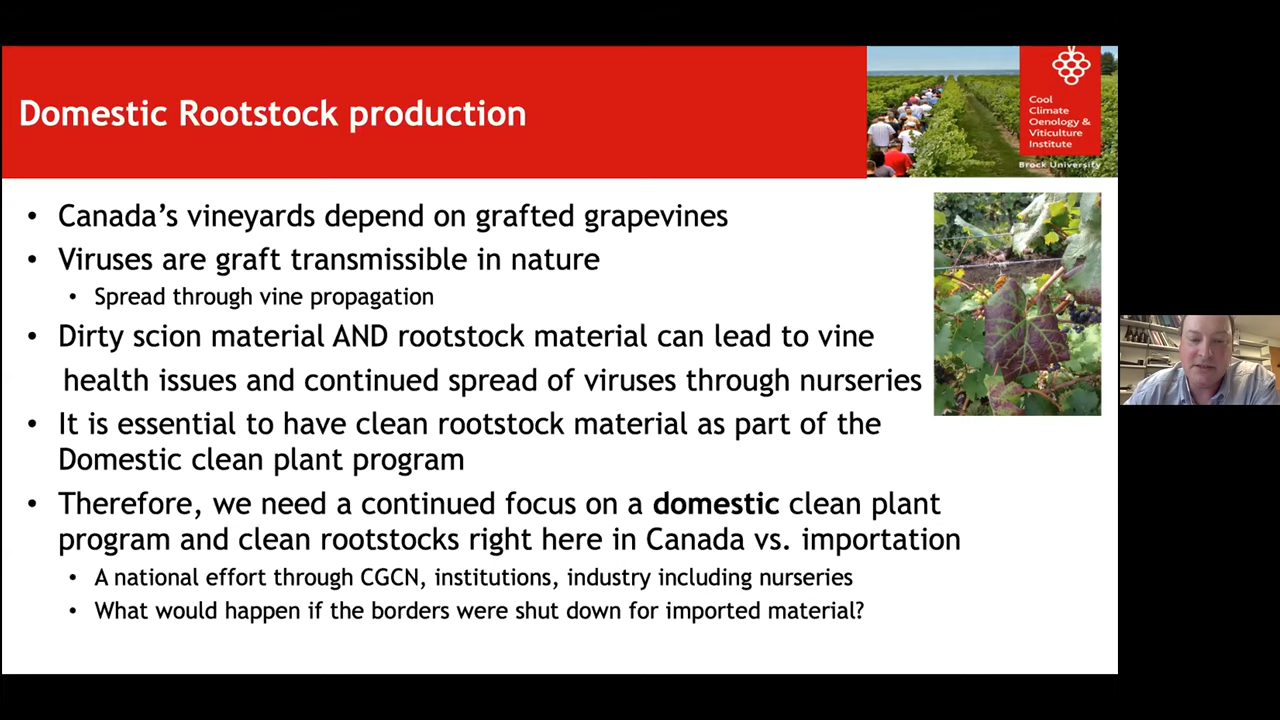 Domestic Rootstock production
Cool
Climate
Oenology &
Viticulture
Institute
Brock University
• Canada's vineyards depend on grafted grapevines
• Viruses are graft transmissible in nature
• Spread through vine propagation
• Dirty scion material AND rootstock material can lead to vine
health issues and continued spread of viruses through nurseries
• It is essential to have clean rootstock material as part of the
Domestic clean plant program
• Therefore, we need a continued focus on a domestic clean plant
program and clean rootstocks right here in Canada vs. importation
• A national effort through CGCN, institutions, industry including nurseries
• What would happen if the borders were shut down for imported material?